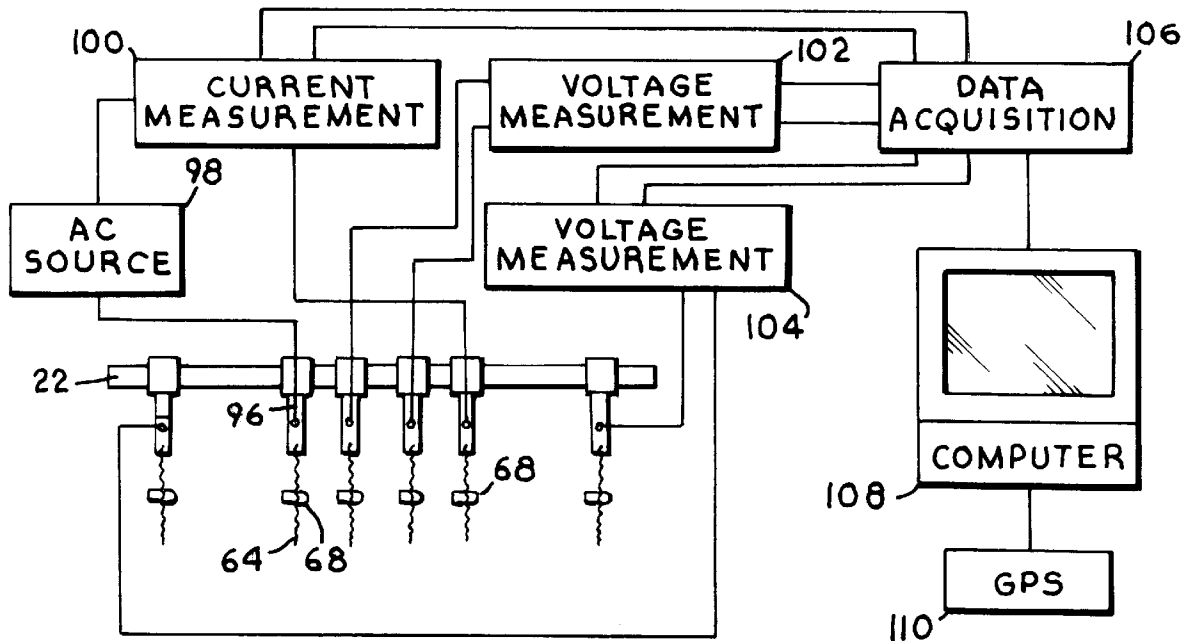 100
CURRENT
MEASUREMENT
VOLTAGE
MEASUREMENT
102
DATA
ACQUISITION
106
98
AC
SOURCE
VOLTAGE
MEASUREMENT
104
22
96
68
64
68
COMPUTER
108
GPS
110